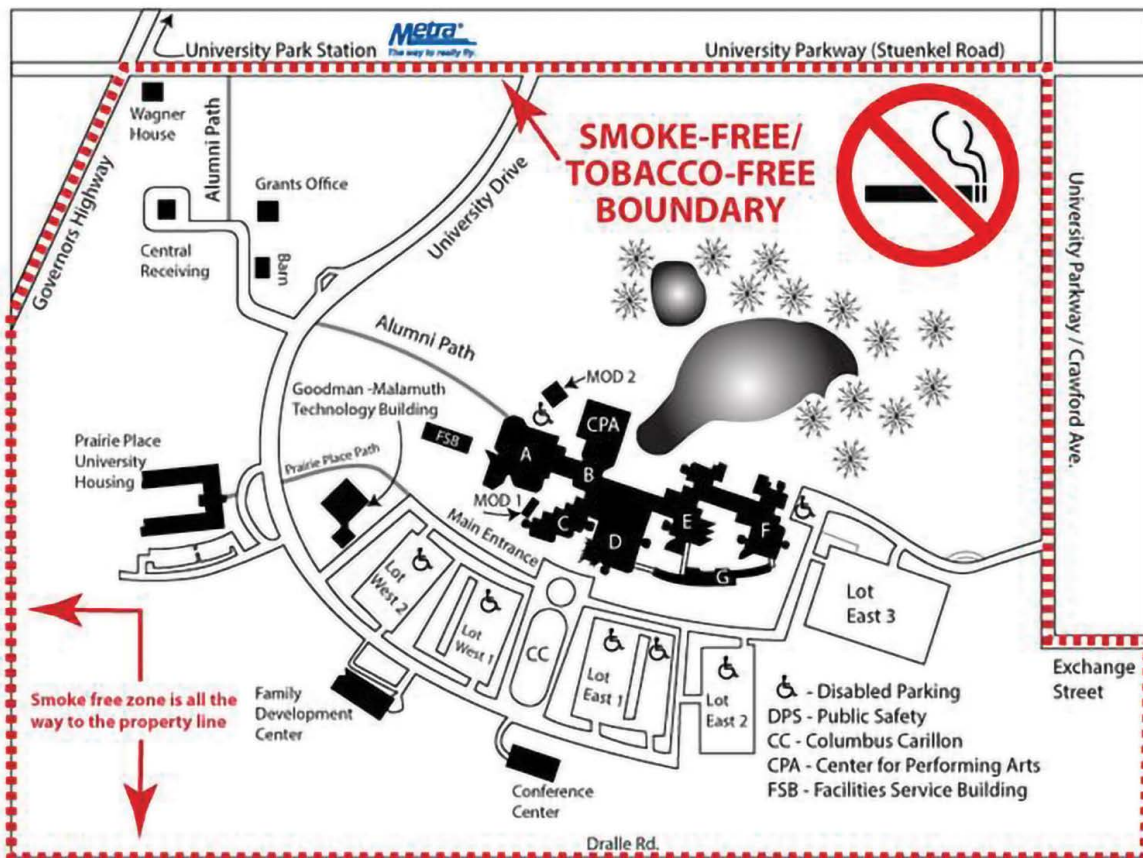 University Park Station
Metra
The way to really fly.
University Parkway (Stuenkel Road)
Wagner
House
Alumni Path
Governors Highway
Grants Office
Central
Receiving
Barn
University Drive
SMOKE-FREE/
TOBACCO-FREE
BOUNDARY
University Parkway / Crawford Ave.
Alumni Path
MOD 2
Goodman -Malamuth
Technology Building
CPA
FSB
A
B
Prairie Place
University
Housing
Prairie Place Path
MOD 1
C
D
E
F
G
Main Entrance
Lot
West 2
Lot
West 1
CC
Lot
East 1
Lot
East 2
Lot
East 3
Exchange
Street
Smoke free zone is all the
way to the property line
Family
Development
Center
Conference
Center
- Disabled Parking
DPS - Public Safety
CC - Columbus Carillon
CPA - Center for Performing Arts
FSB - Facilities Service Building
Dralle Rd.